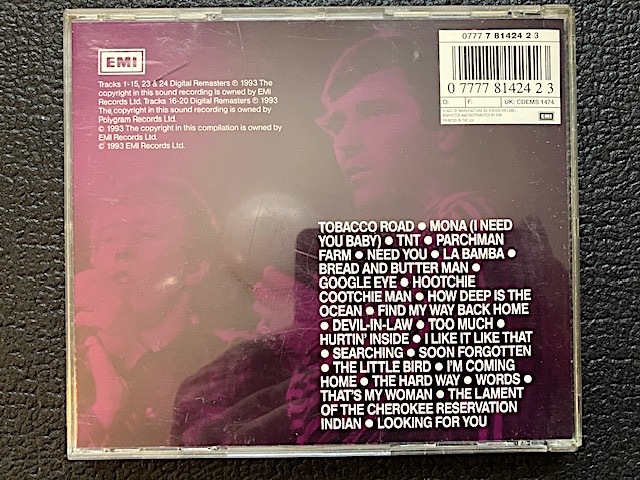 EMI
Tracks 1-15, 23 & 24 Digital Remasters ℗ 1993 The
copyright in this sound recording is owned by EMI
Records Ltd. Tracks 16-20 Digital Remasters ℗ 1993
The copyright in this sound recording is owned by
Polygram Records Ltd.
© 1993 The copyright in this compilation is owned by
EMI Records Ltd.
© 1993 EMI Records Ltd.
0777 7 81424 2 3
0 7777 81424 2 3
D: F: UK: CDEMS 1474
EMI
TOBACCO ROAD ● MONA (I NEED
YOU BABY) ● TNT ● PARCHMAN
FARM ● NEED YOU ● LA BAMBA ●
BREAD AND BUTTER MAN ●
GOOGLE EYE ● HOOTCHIE
COOTCHIE MAN ● HOW DEEP IS THE
OCEAN ● FIND MY WAY BACK HOME
● DEVIL-IN-LAW ● TOO MUCH ●
HURTIN' INSIDE ● I LIKE IT LIKE THAT
● SEARCHING ● SOON FORGOTTEN
● THE LITTLE BIRD ● I'M COMING
HOME ● THE HARD WAY ● WORDS ●
THAT'S MY WOMAN ● THE LAMENT
OF THE CHEROKEE RESERVATION
INDIAN ● LOOKING FOR YOU